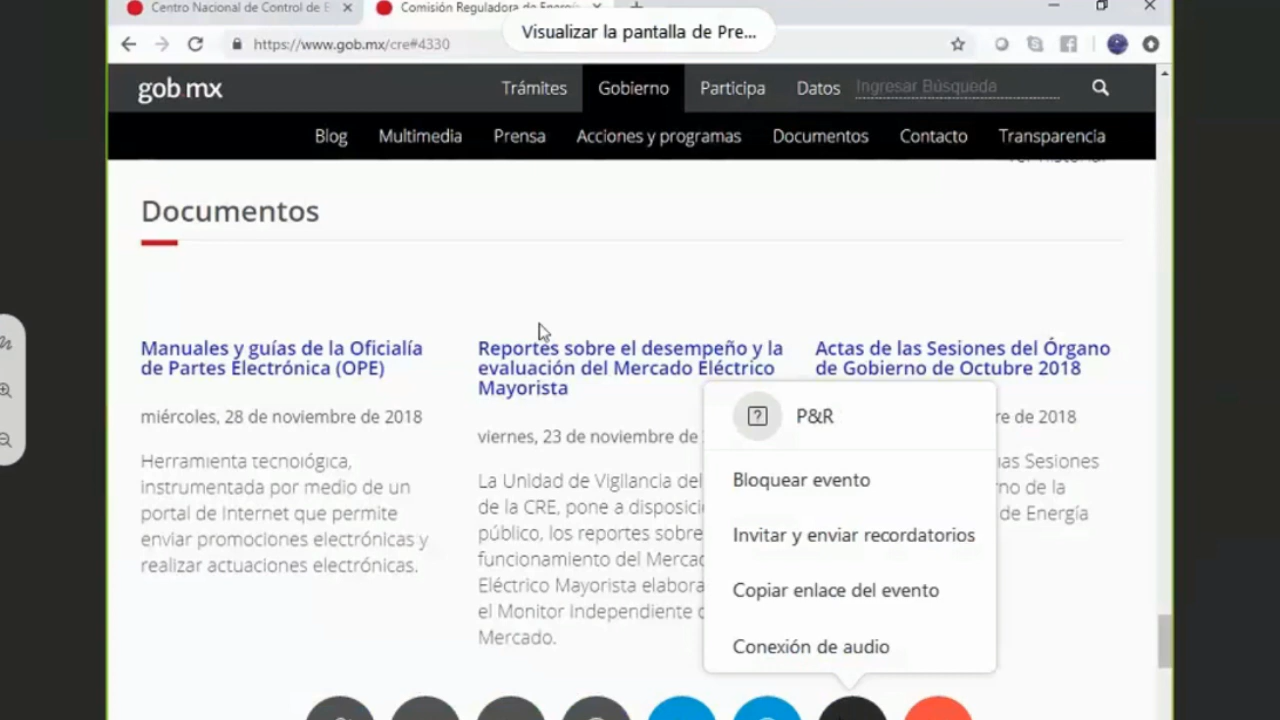 Centro Nacional de Control de E
Comisión Reguladora de Energía
Visualizar la pantalla de Pre...
https://www.gob.mx/cre#4330
gob mx
Trámites
Gobierno
Participa
Datos
Ingresar Búsqueda
Blog
Multimedia
Prensa
Acciones y programas
Documentos
Contacto
Transparencia
Documentos
Manuales y guías de la Oficialía
de Partes Electrónica (OPE)
miércoles, 28 de noviembre de 2018
Herramienta tecnológica,
instrumentada por medio de un
portal de Internet que permite
enviar promociones electrónicas y
realizar actuaciones electrónicas.
Reportes sobre el desempeño y la
evaluación del Mercado Eléctrico
Mayorista
viernes, 23 de noviembre de
La Unidad de Vigilancia del
de la CRE, pone a disposici
público, los reportes sobre
funcionamiento del Mercad
Eléctrico Mayorista elabora
el Monitor Independiente d
Mercado.
Actas de las Sesiones del Órgano
de Gobierno de Octubre 2018
re de 2018
as Sesiones
no de la
de Energía
P&R
Bloquear evento
Invitar y enviar recordatorios
Copiar enlace del evento
Conexión de audio